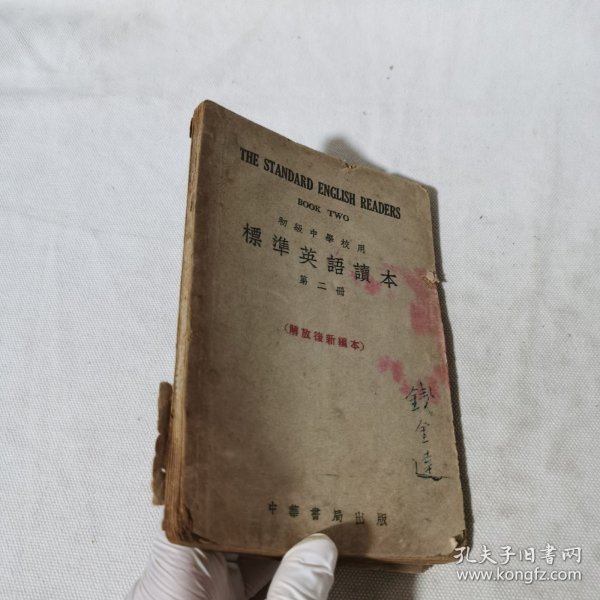 THE STANDARD ENGLISH READERS
BOOK TWO
初級中學校用
標準英語讀本
第二冊
(解放後新編本)
金達
中華書局出版
孔夫子旧书网
www.kongfz.com